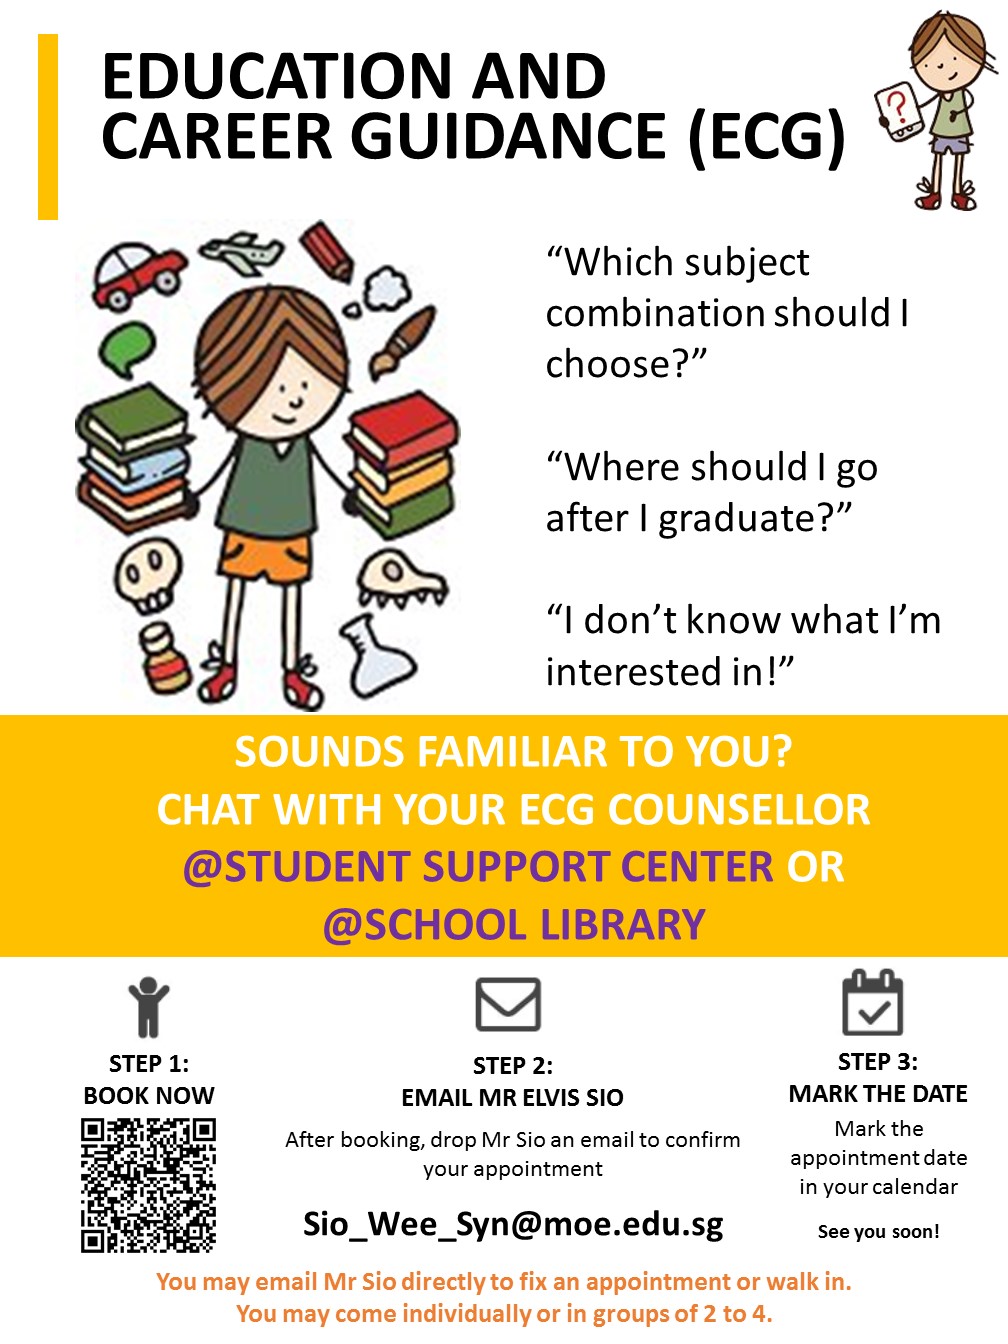 EDUCATION AND
CAREER GUIDANCE (ECG)
?
“Which subject
combination should I
choose?”
“Where should I go
after I graduate?”
“I don’t know what I’m
interested in!”
SOUNDS FAMILIAR TO YOU?
CHAT WITH YOUR ECG COUNSELLOR
@STUDENT SUPPORT CENTER OR
@SCHOOL LIBRARY
STEP 1:
BOOK NOW
STEP 2:
EMAIL MR ELVIS SIO
After booking, drop Mr Sio an email to confirm
your appointment
Sio_Wee_Syn@moe.edu.sg
STEP 3:
MARK THE DATE
Mark the
appointment date
in your calendar
See you soon!
You may email Mr Sio directly to fix an appointment or walk in.
You may come individually or in groups of 2 to 4.